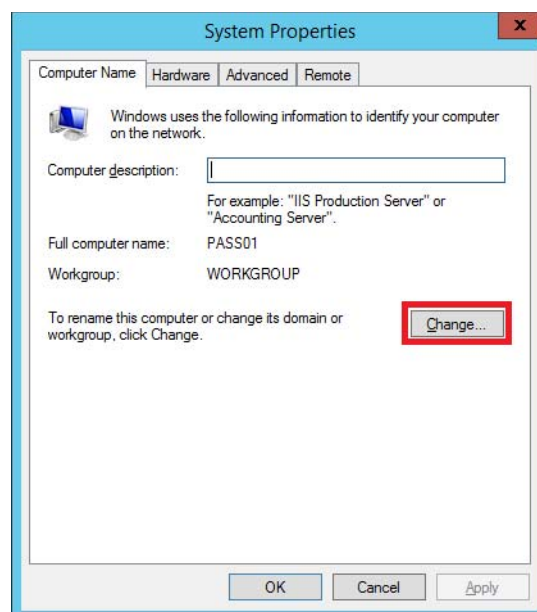 System Properties
x
Computer Name Hardware Advanced Remote
Windows uses the following information to identify your computer
on the network.
Computer description:
For example: "IIS Production Server" or
"Accounting Server".
Full computer name: PASS01
Workgroup: WORKGROUP
To rename this computer or change its domain or
workgroup, click Change.
Change...
OK Cancel Apply